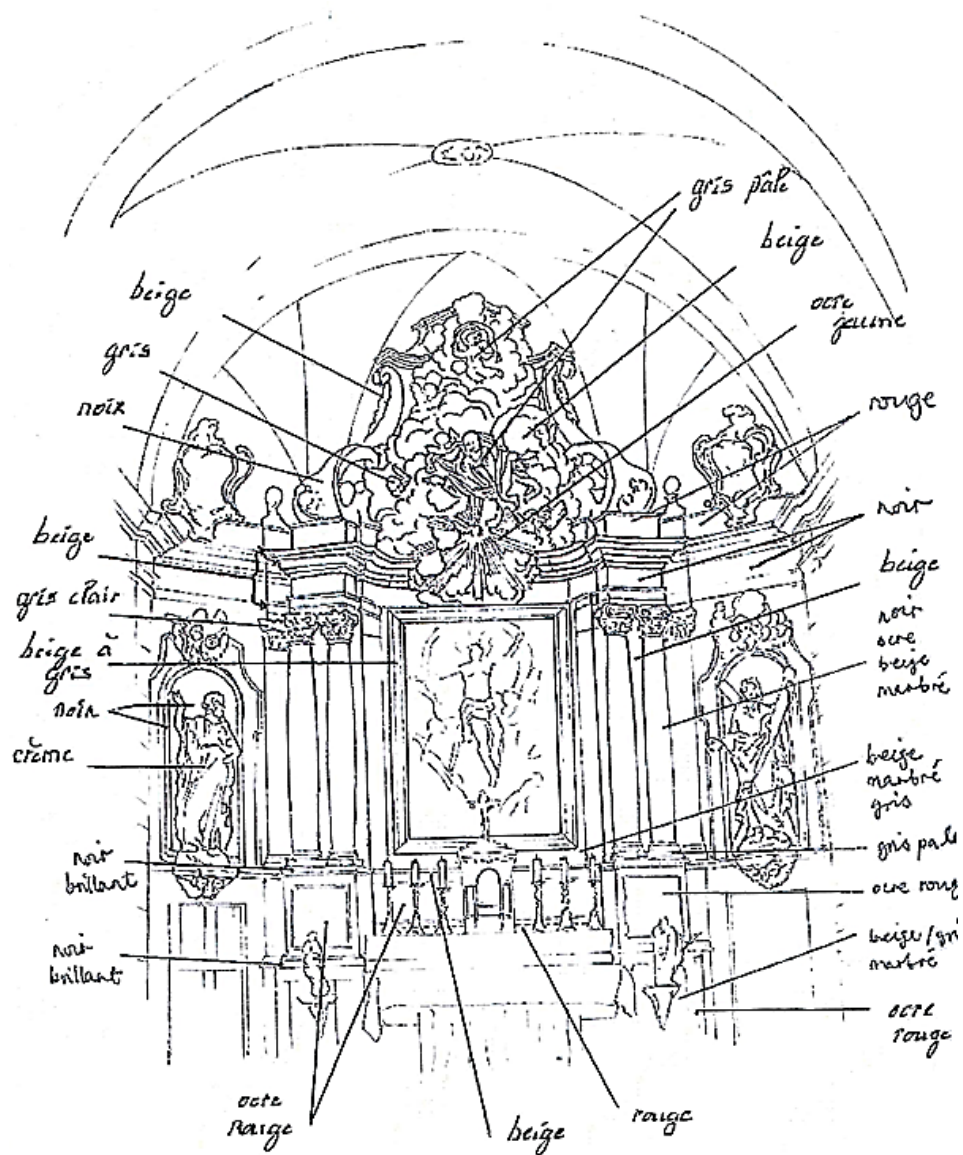 gris pâle
beige
beige
ocre
jaune
gris
noir
rouge
beige
noir
gris clair
beige
beige à
gris
noir
ocre
beige
marbré
noir
crème
beige
marbré
gris
noir
brillant
gris pale
ocre roug
noir
brillant
beige/gri
marbré
ocre
rouge
ocre
rouge
beige
rouge